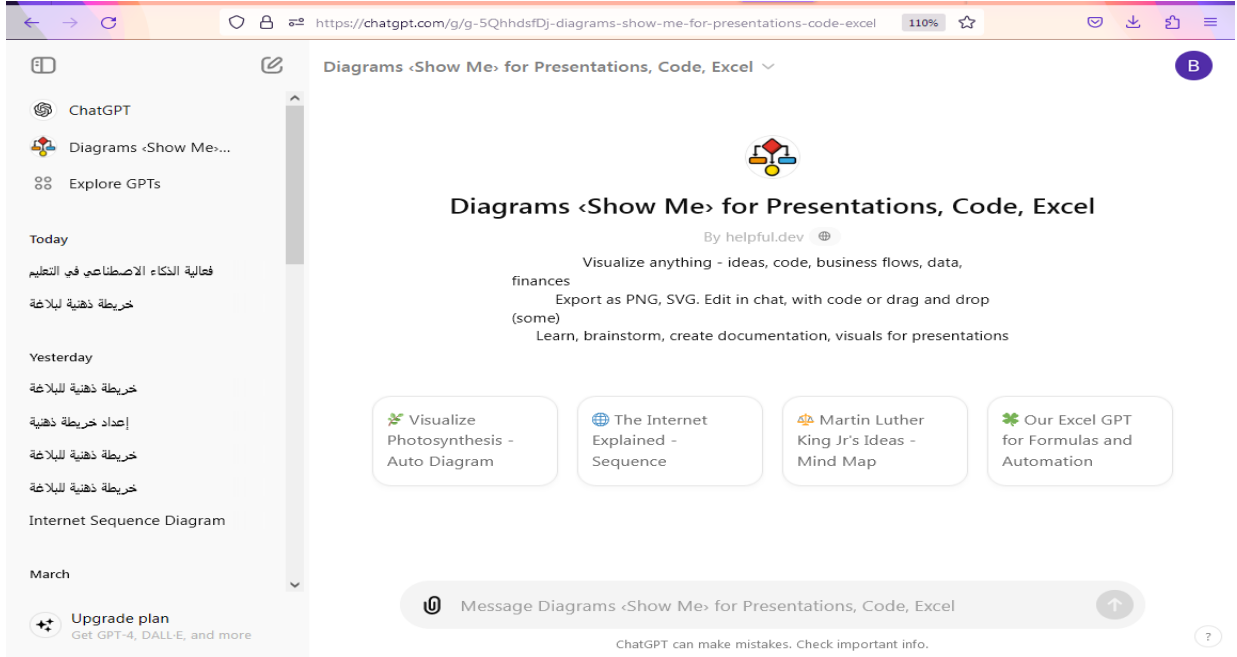 https://chatgpt.com/g/g-5QhhdsfDj-diagrams-show-me-for-presentations-code-excel
110%
ChatGPT
Diagrams ‹Show Me›...
Explore GPTs
Today
فعالية الذكاء الاصطناعي في التعليم
خريطة ذهنية لبلاغة
Yesterday
خريطة ذهنية للبلاغة
إعداد خريطة ذهنية
خريطة ذهنية للبلاغة
خريطة ذهنية للبلاغة
Internet Sequence Diagram
March
Upgrade plan
Get GPT-4, DALL·E, and more
Diagrams ‹Show Me› for Presentations, Code, Excel
B
Diagrams ‹Show Me› for Presentations, Code, Excel
By helpful.dev
Visualize anything - ideas, code, business flows, data,
finances
Export as PNG, SVG. Edit in chat, with code or drag and drop
(some)
Learn, brainstorm, create documentation, visuals for presentations
Visualize
Photosynthesis -
Auto Diagram
The Internet
Explained -
Sequence
Martin Luther
King Jr's Ideas -
Mind Map
Our Excel GPT
for Formulas and
Automation
Message Diagrams ‹Show Me› for Presentations, Code, Excel
ChatGPT can make mistakes. Check important info.
?